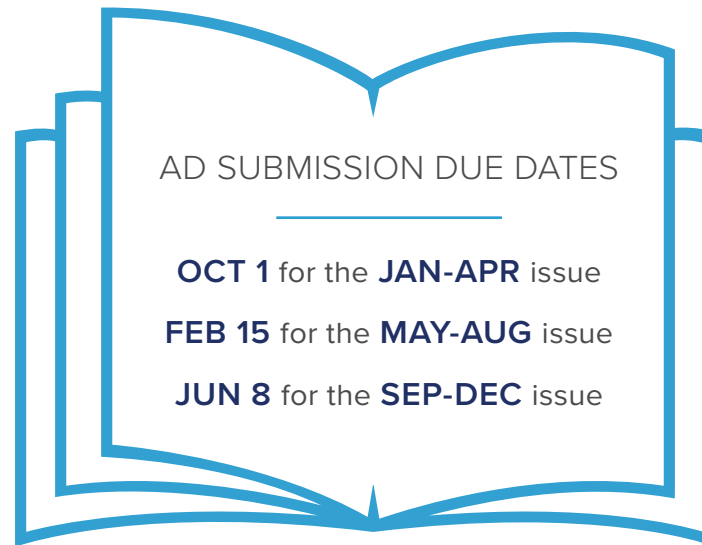 AD SUBMISSION DUE DATES
OCT 1 for the JAN-APR issue
FEB 15 for the MAY-AUG issue
JUN 8 for the SEP-DEC issue